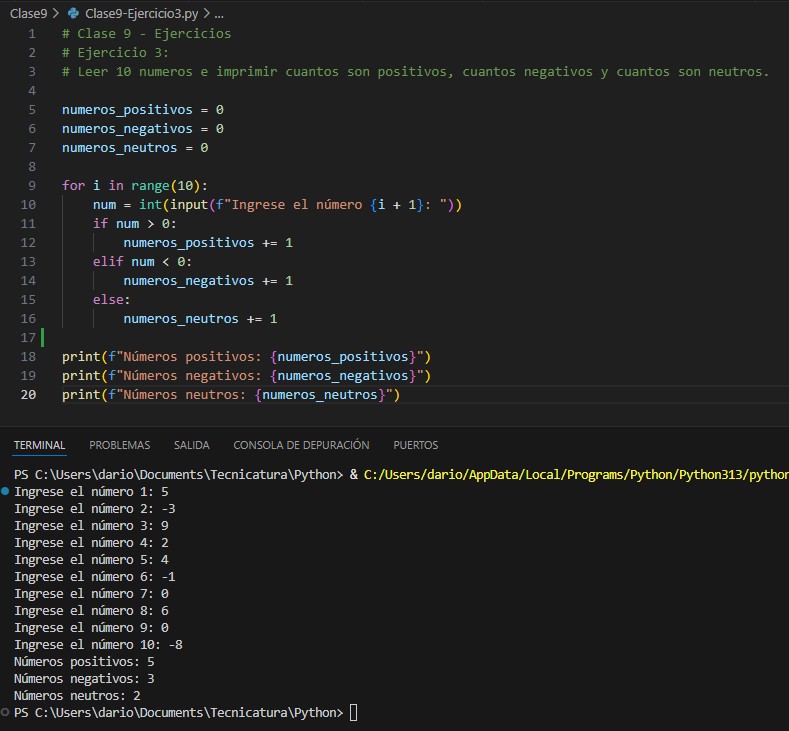 Clase9 > Clase9-Ejercicio3.py > ...
1 # Clase 9 - Ejercicios
2 # Ejercicio 3:
3 # Leer 10 numeros e imprimir cuantos son positivos, cuantos negativos y cuantos son neutros.
4
5 numeros_positivos = 0
6 numeros_negativos = 0
7 numeros_neutros = 0
8
9 for i in range(10):
10     num = int(input(f"Ingrese el número {i + 1}: "))
11     if num > 0:
12         numeros_positivos += 1
13     elif num < 0:
14         numeros_negativos += 1
15     else:
16         numeros_neutros += 1
17
18 print(f"Números positivos: {numeros_positivos}")
19 print(f"Números negativos: {numeros_negativos}")
20 print(f"Números neutros: {numeros_neutros}")
TERMINAL PROBLEMAS SALIDA CONSOLA DE DEPURACIÓN PUERTOS
PS C:\Users\dario\Documents\Tecnicatura\Python> & C:/Users/dario/AppData/Local/Programs/Python/Python313/python
Ingrese el número 1: 5
Ingrese el número 2: -3
Ingrese el número 3: 9
Ingrese el número 4: 2
Ingrese el número 5: 4
Ingrese el número 6: -1
Ingrese el número 7: 0
Ingrese el número 8: 6
Ingrese el número 9: 0
Ingrese el número 10: -8
Números positivos: 5
Números negativos: 3
Números neutros: 2
PS C:\Users\dario\Documents\Tecnicatura\Python>